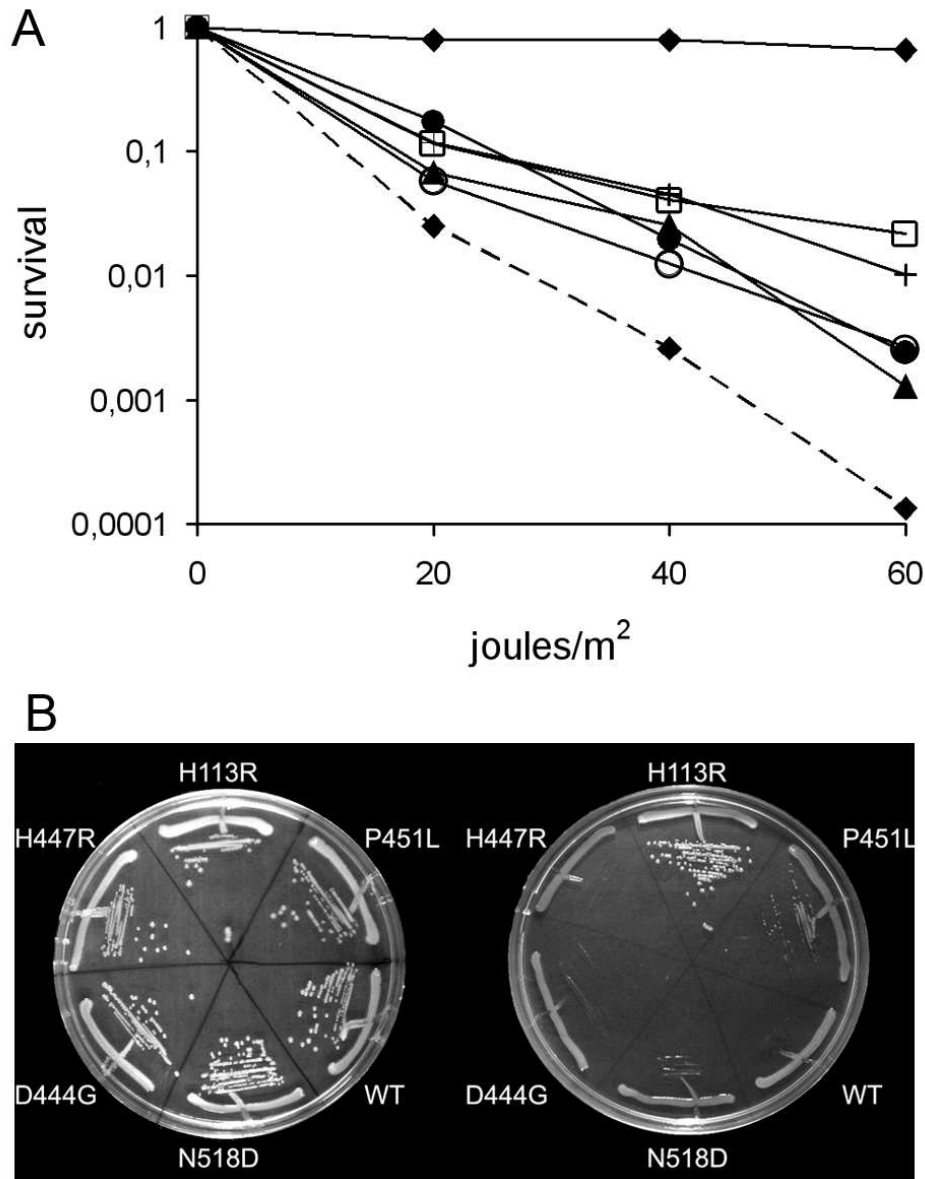 A
survival
1
0,1
0,01
0,001
0,0001
0 20 40 60
joules/m²
B
H113R H113R
H447R P451L H447R P451L
D444G WT D444G WT
N518D N518D